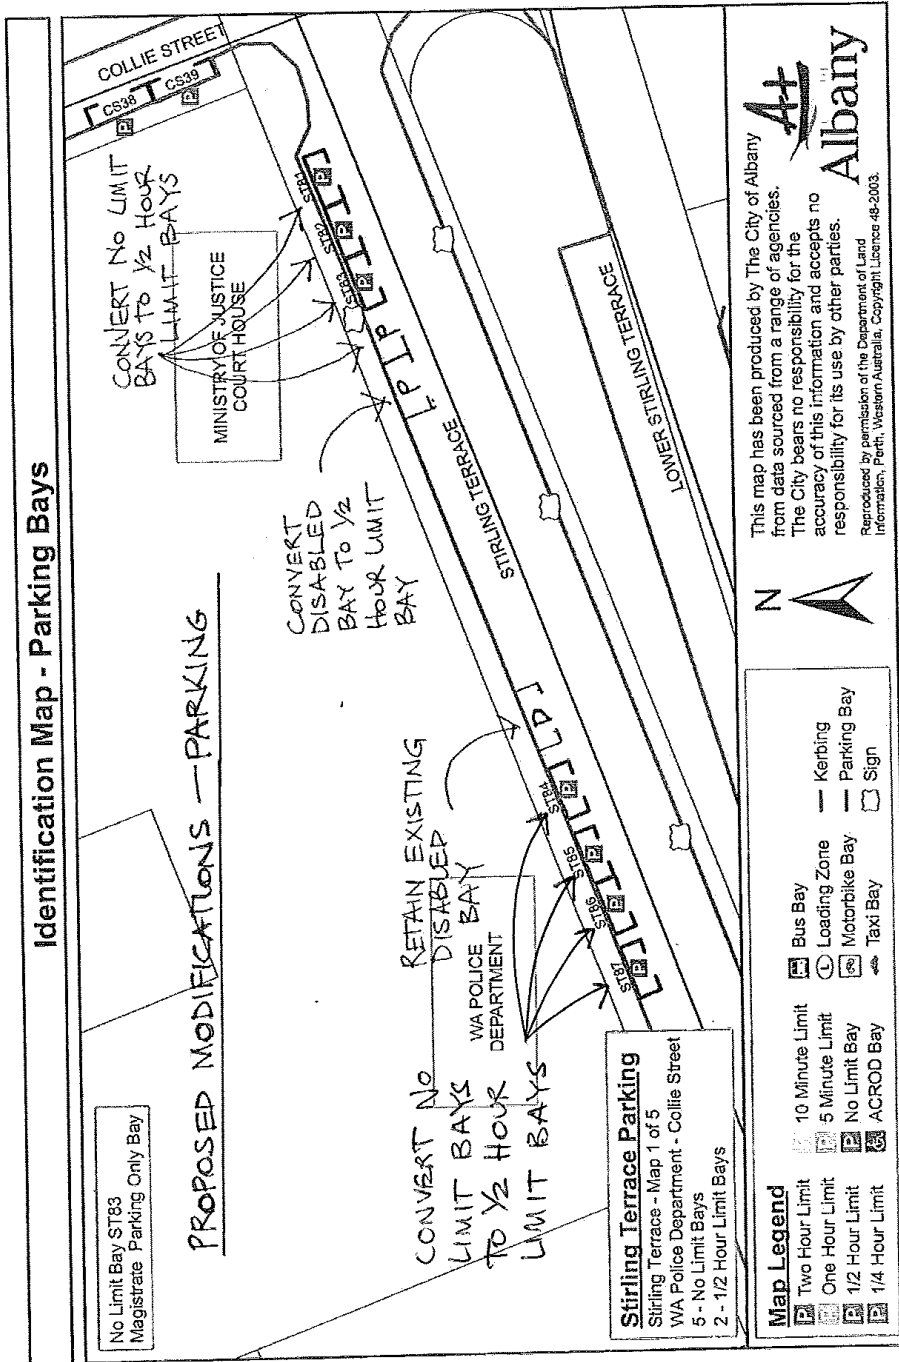 Identification Map - Parking Bays
No Limit Bay ST83
Magistrate Parking Only Bay
PROPOSED MODIFICATIONS — PARKING
CONVERT NO LIMIT
BAYS TO 1/2 HOUR
LIMIT BAYS
MINISTRY OF JUSTICE
COURT HOUSE
COLLIE STREET
CS38
CS39
P
P
ST81
ST82
ST83
P
P
P
P
P
CONVERT
DISABLED
BAY TO 1/2
HOUR LIMIT
BAY
STIRLING TERRACE
LOWER STIRLING TERRACE
RETAIN EXISTING
DISABLED
BAY
WA POLICE
DEPARTMENT
CONVERT NO
LIMIT BAYS
TO 1/2 HOUR
LIMIT BAYS
ST84
ST85
ST86
ST87
P
P
P
P
Stirling Terrace Parking
Stirling Terrace - Map 1 of 5
WA Police Department - Collie Street
5 - No Limit Bays
2 - 1/2 Hour Limit Bays
Map Legend
P Two Hour Limit
P One Hour Limit
P 1/2 Hour Limit
P 1/4 Hour Limit
10 Minute Limit
P 5 Minute Limit
P No Limit Bay
ACROD Bay
Bus Bay
L Loading Zone
Motorbike Bay
Taxi Bay
Kerbing
Parking Bay
Sign
N
This map has been produced by The City of Albany
from data sourced from a range of agencies.
The City bears no responsibility for the
accuracy of this information and accepts no
responsibility for its use by other parties.
Reproduced by permission of the Department of Land
Information, Perth, Western Australia, Copyright Licence 48-2003.
Albany